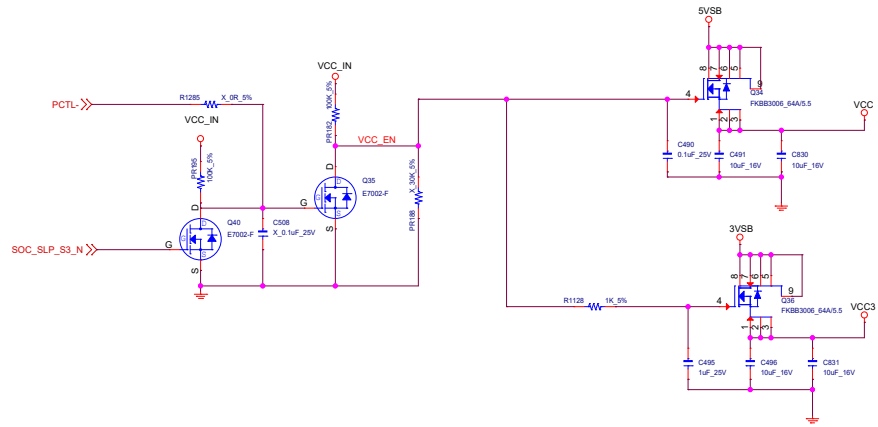 5VSB
8
7
6
5
9
4
Q34
FKBB3006_64A/5.5
1
2
3
VCC
C490
0.1uF_25V
C491
10uF_16V
C830
10uF_16V
PCTL-
R1285
X_0R_5%
VCC_IN
PR195
100K_5%
VCC_IN
PR182
100K_5%
VCC_EN
X_30K_5%
PR188
D
G
S
Q35
E7002-F
D
G
S
Q40
E7002-F
C508
X_0.1uF_25V
SOC_SLP_S3_N
R1128
1K_5%
3VSB
8
7
6
5
9
4
Q36
FKBB3006_64A/5.5
1
2
3
VCC3
C495
1uF_25V
C496
10uF_16V
C831
10uF_16V